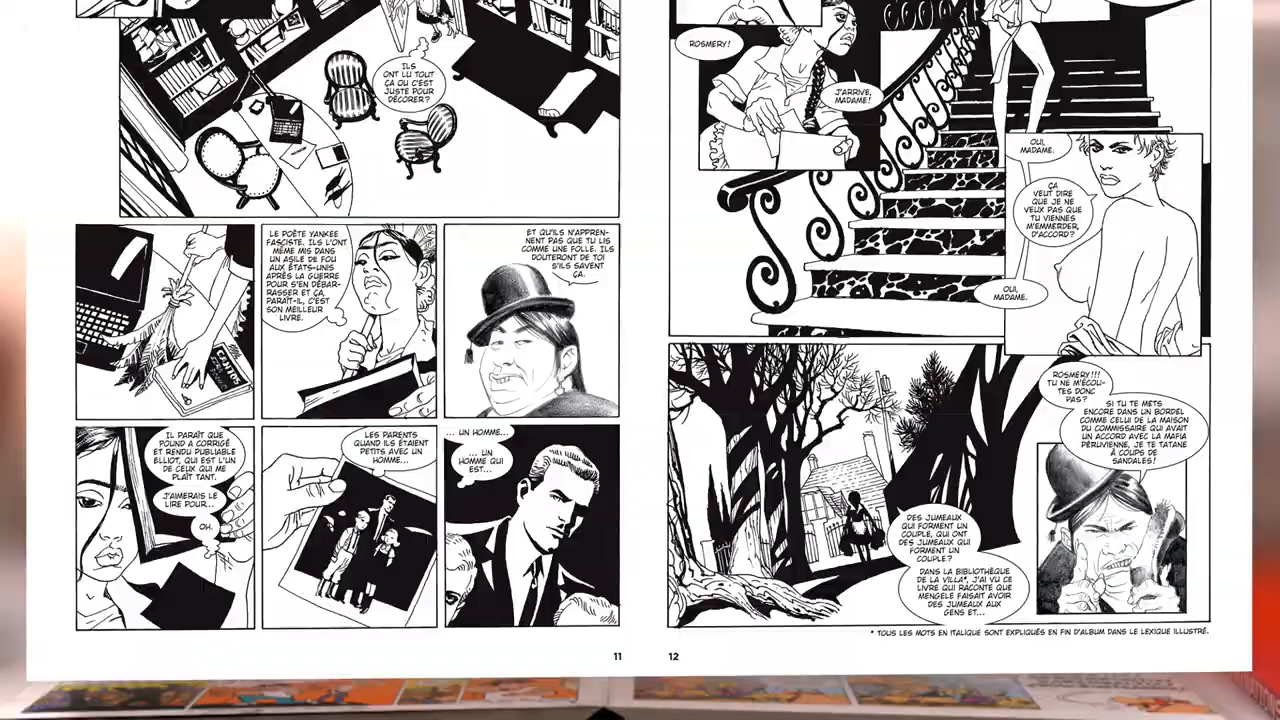 ILS
ONT LU TOUT
ÇA OU C'EST
JUSTE POUR
DÉCORER?
LE POÈTE YANKEE
FASCISTE. ILS L'ONT
MÊME MIS DANS
UN ASILE DE FOU
AUX ÉTATS-UNIS
APRÈS LA GUERRE
POUR S'EN DÉBAR-
RASSER ET ÇA,
PARAÎT-IL, C'EST
SON MEILLEUR
LIVRE.
ET QU'ILS N'APPREN-
NENT PAS QUE TU LIS
COMME UNE FOLLE. ILS
DOUTERONT DE TOI
S'ILS SAVENT
ÇA.
IL PARAÎT QUE
POUND A CORRIGÉ
ET RENDU PUBLIABLE
ELLIOT, QUI EST L'UN
DE CEUX QUI ME
PLAÎT TANT.
J'AIMERAIS LE
LIRE POUR...
OH.
LES PARENTS
QUAND ILS ÉTAIENT
PETITS AVEC UN
HOMME...
... UN HOMME...
... UN
HOMME QUI
EST...
11
ROSMERY!
J'ARRIVE,
MADAME!
OUI,
MADAME.
ÇA
VEUT DIRE
QUE JE NE
VEUX PAS QUE
TU VIENNES
M'EMMERDER,
D'ACCORD?
OUI,
MADAME.
ROSMERY!!!
TU NE M'ÉCOU-
TES DONC
PAS?
SI TU TE METS
ENCORE DANS UN BORDEL
COMME CELUI DE LA MAISON
DU COMMISSAIRE QUI AVAIT
UN ACCORD AVEC LA MAFIA
PÉRUVIENNE, JE TE TATANE
À COUPS DE
SANDALES!
DES JUMEAUX
QUI FORMENT UN
COUPLE, QUI ONT
DES JUMEAUX QUI
FORMENT UN
COUPLE?
DANS LA BIBLIOTHÈQUE
DE LA VILLA*, J'AI VU CE
LIVRE QUI RACONTE QUE
MENGELE FAISAIT AVOIR
DES JUMEAUX AUX
GENS ET...
* TOUS LES MOTS EN ITALIQUE SONT EXPLIQUÉS EN FIN D'ALBUM DANS LE LEXIQUE ILLUSTRÉ.
12